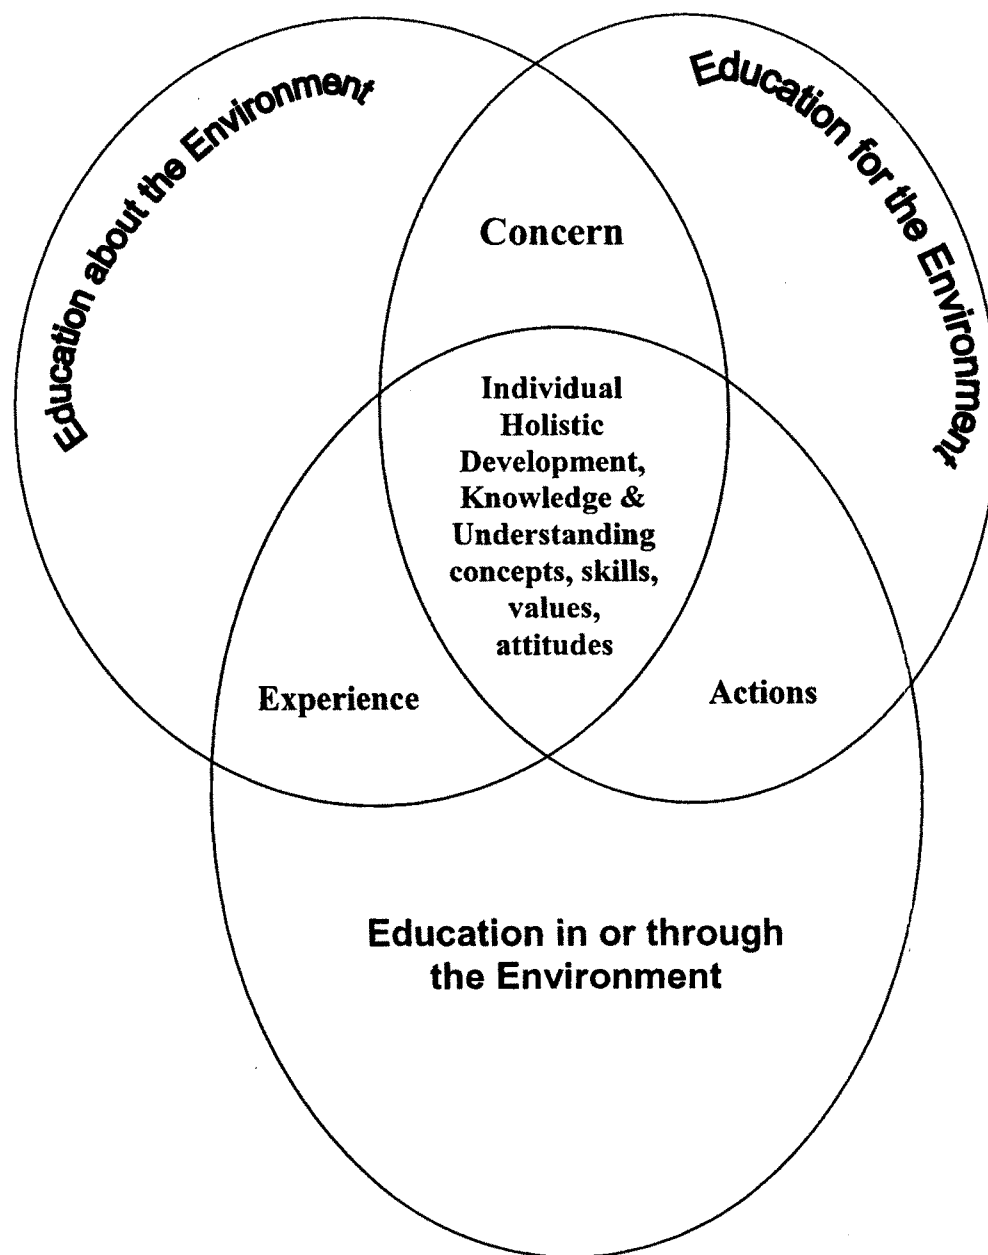 Education about the Environment
Education for the Environment
Concern
Individual
Holistic
Development,
Knowledge &
Understanding
concepts, skills,
values,
attitudes
Experience
Actions
Education in or through
the Environment